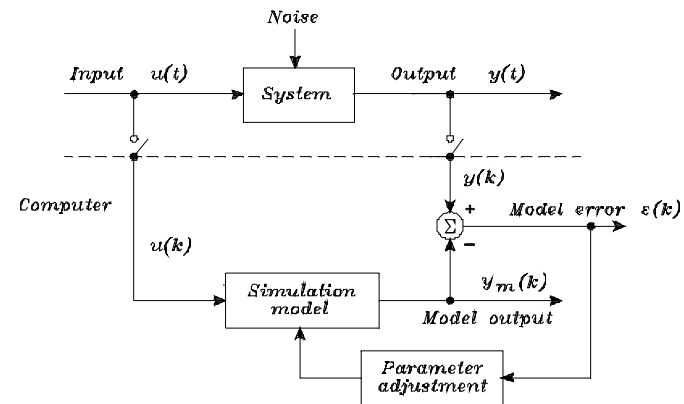 Noise
Input u(t)
Output y(t)
System
y(k)
Computer
+
Model error ε(k)
Σ
−
u(k)
Simulation
model
y_m(k)
Model output
Parameter
adjustment